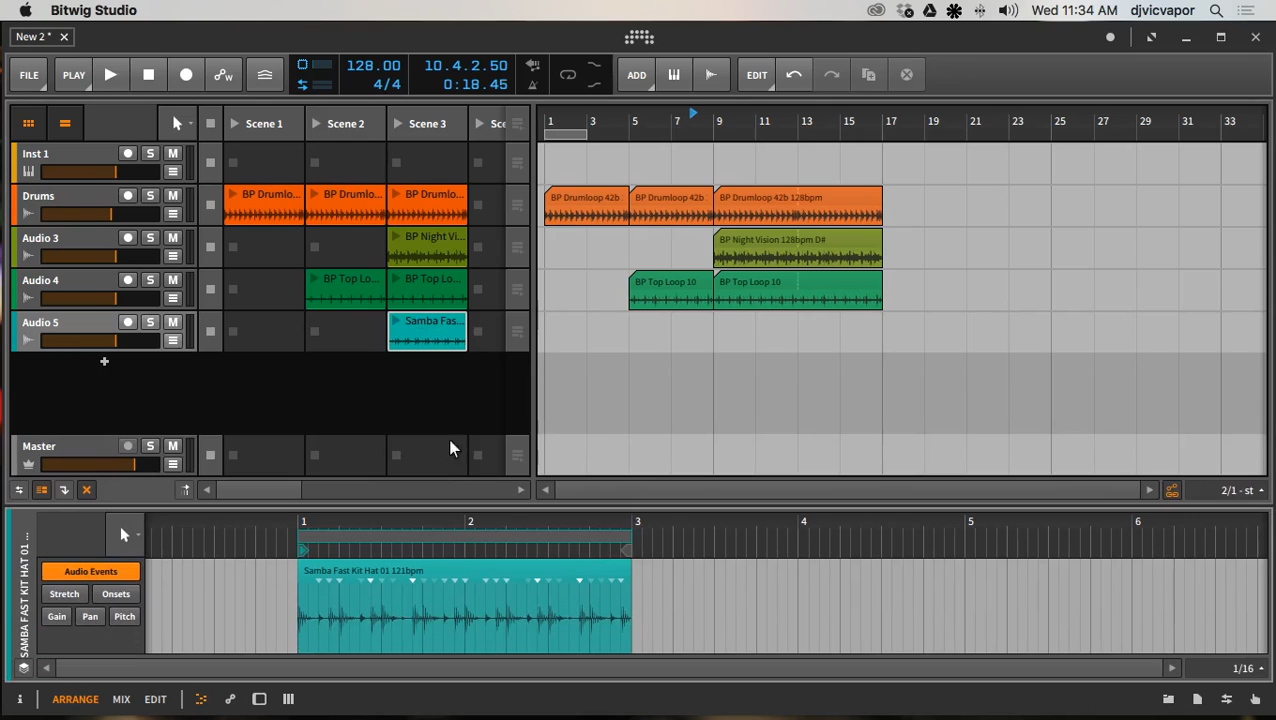 Bitwig Studio
Wed 11:34 AM djvicvapor
New 2 *
FILE PLAY 128.00 10.4.2.50 ADD EDIT
4/4 0:18.45
Scene 1 Scene 2 Scene 3 Sce
1 3 5 7 9 11 13 15 17 19 21 23 25 27 29 31 33
Inst 1 S M
Drums S M
BP Drumlo... BP Drumlo... BP Drumlo...
BP Drumloop 42b BP Drumloop 42b BP Drumloop 42b 128bpm
Audio 3 S M
BP Night Vi...
BP Night Vision 128bpm D#
Audio 4 S M
BP Top Lo... BP Top Lo...
BP Top Loop 10 BP Top Loop 10
Audio 5 S M
Samba Fas...
Master S M
2/1 - st
1 2 3 4 5 6
SAMBA FAST KIT HAT 01 ...
Audio Events
Samba Fast Kit Hat 01 121bpm
Stretch Onsets
Gain Pan Pitch
1/16
i ARRANGE MIX EDIT